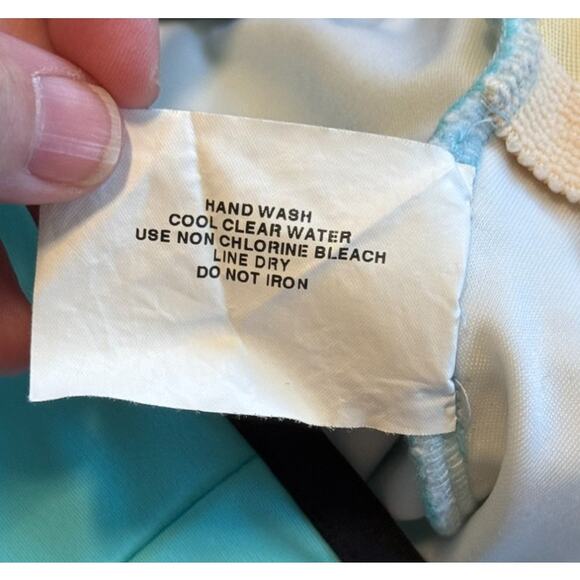 HAND WASH
COOL CLEAR WATER
USE NON CHLORINE BLEACH
LINE DRY
DO NOT IRON